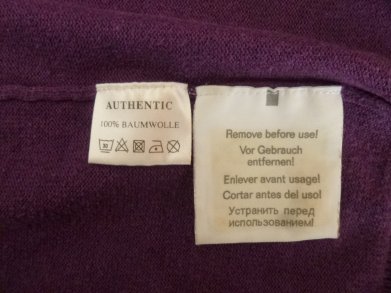 AUTHENTIC
100% BAUMWOLLE
30
Remove before use!
Vor Gebrauch
entfernen!
Enlever avant usage!
Cortar antes del uso!
Устранить перед
использованием!